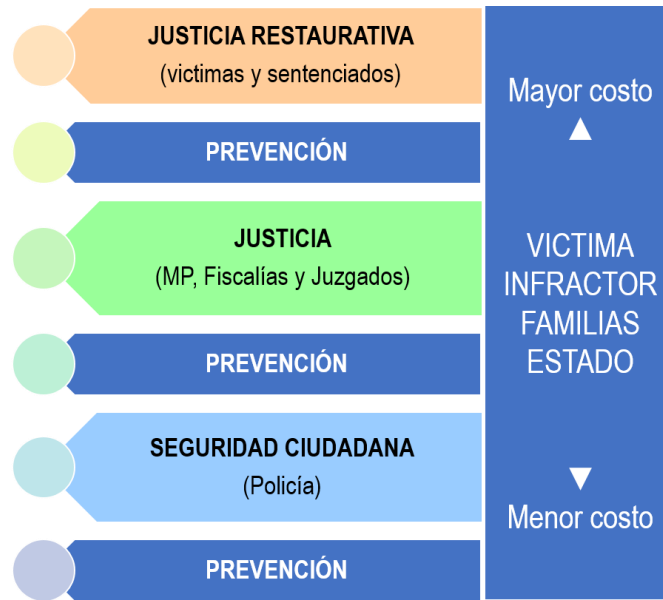 JUSTICIA RESTAURATIVA
(victimas y sentenciados)
PREVENCIÓN
JUSTICIA
(MP, Fiscalías y Juzgados)
PREVENCIÓN
SEGURIDAD CIUDADANA
(Policía)
PREVENCIÓN
Mayor costo
▲
VICTIMA
INFRACTOR
FAMILIAS
ESTADO
▼
Menor costo